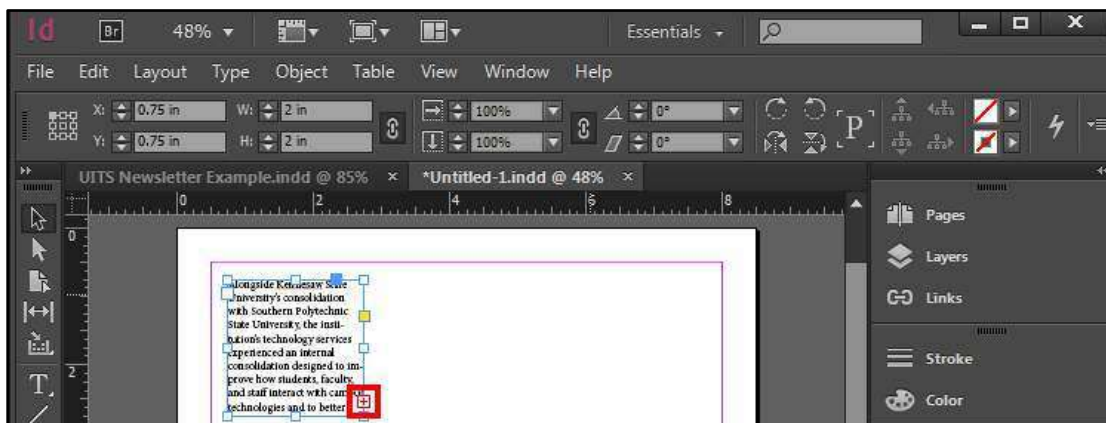 Id Br 48% Essentials
File Edit Layout Type Object Table View Window Help
X: 0.75 in W: 2 in 100% 0°
Y: 0.75 in H: 2 in 100% 0° P
UITS Newsletter Example.indd @ 85% × *Untitled-1.indd @ 48% ×
0 2 4 6 8
0
2
Pages
Layers
Links
Stroke
Color
T
Alongside Kennesaw State
University's consolidation
with Southern Polytechnic
State University, the insti-
tution's technology services
experienced an internal
consolidation designed to im-
prove how students, faculty,
and staff interact with
technologies and to better